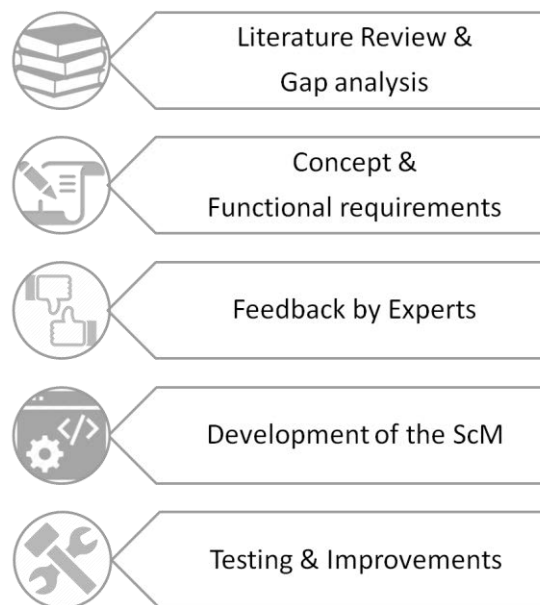 Literature Review &
Gap analysis
Concept &
Functional requirements
Feedback by Experts
Development of the ScM
Testing & Improvements